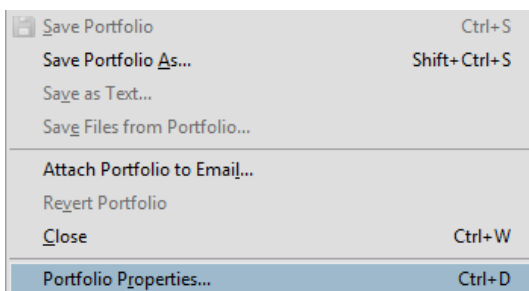 Save Portfolio Ctrl+S
Save Portfolio As... Shift+Ctrl+S
Save as Text...
Save Files from Portfolio...
Attach Portfolio to Email...
Revert Portfolio
Close Ctrl+W
Portfolio Properties... Ctrl+D